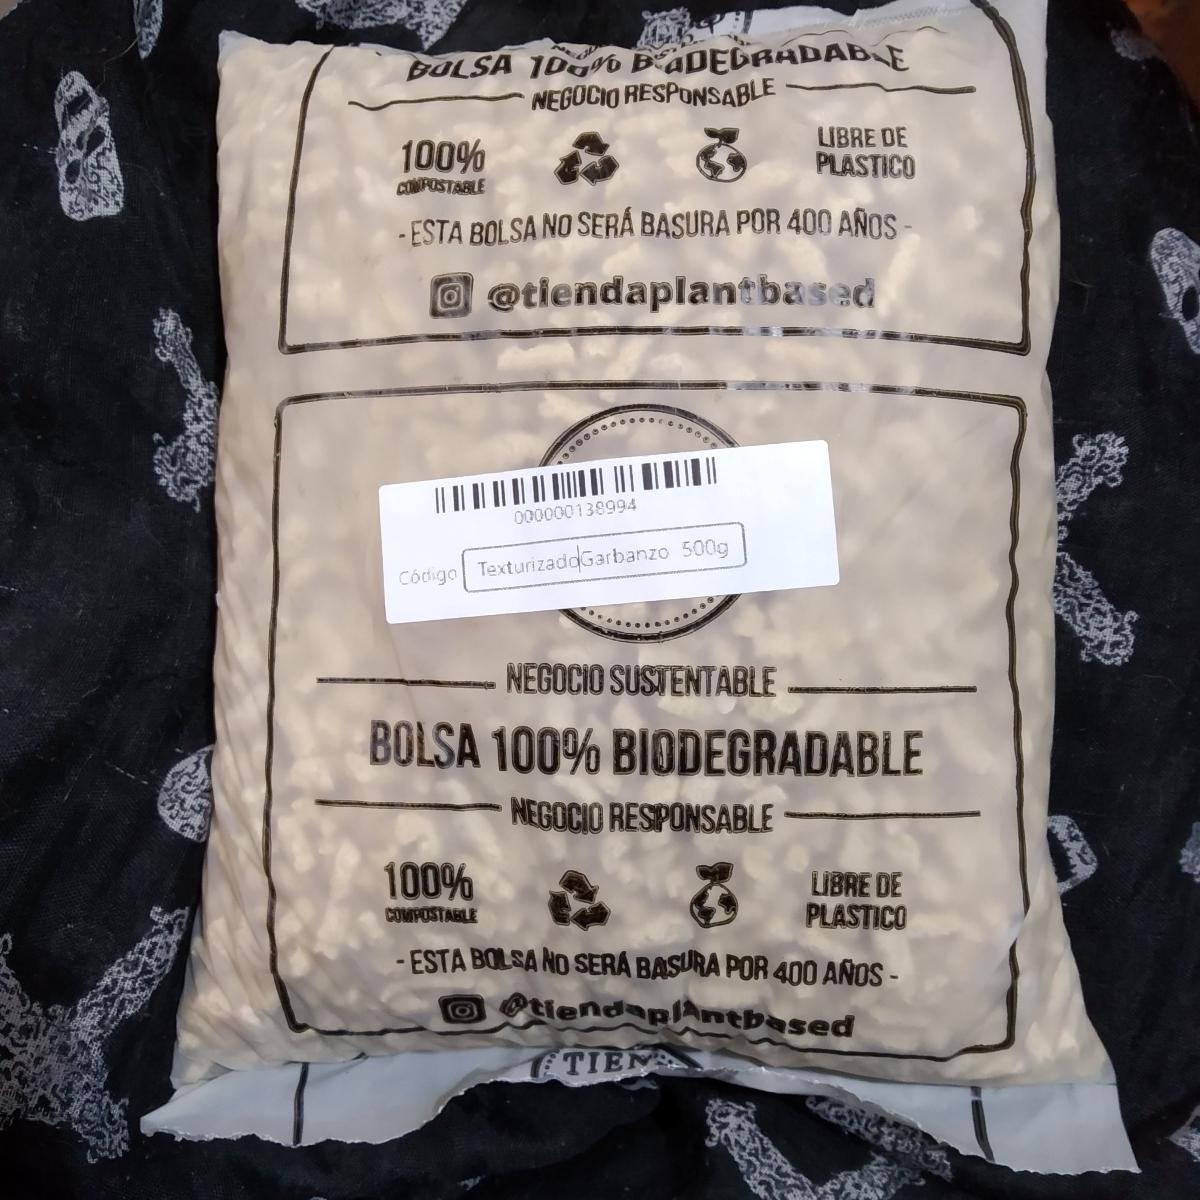 BOLSA 100% BIODEGRADABLE
NEGOCIO RESPONSABLE
100%
COMPOSTABLE
LIBRE DE
PLASTICO
- ESTA BOLSA NO SERÁ BASURA POR 400 AÑOS -
@tiendaplantbased
000000138994
Código TexturizadoGarbanzo 500g
NEGOCIO SUSTENTABLE
BOLSA 100% BIODEGRADABLE
NEGOCIO RESPONSABLE
100%
COMPOSTABLE
LIBRE DE
PLASTICO
- ESTA BOLSA NO SERÁ BASURA POR 400 AÑOS -
@tiendaplantbased
TIEN